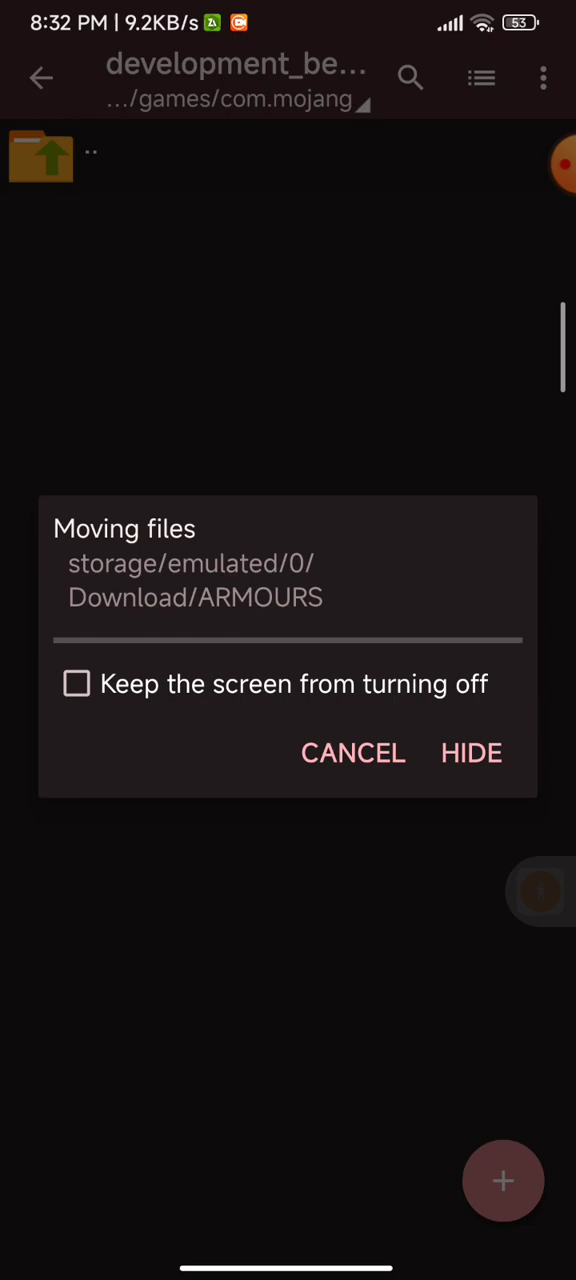 8:32 PM | 9.2KB/s
53
development_be...
.../games/com.mojang
..
Moving files
storage/emulated/0/
Download/ARMOURS
Keep the screen from turning off
CANCEL HIDE